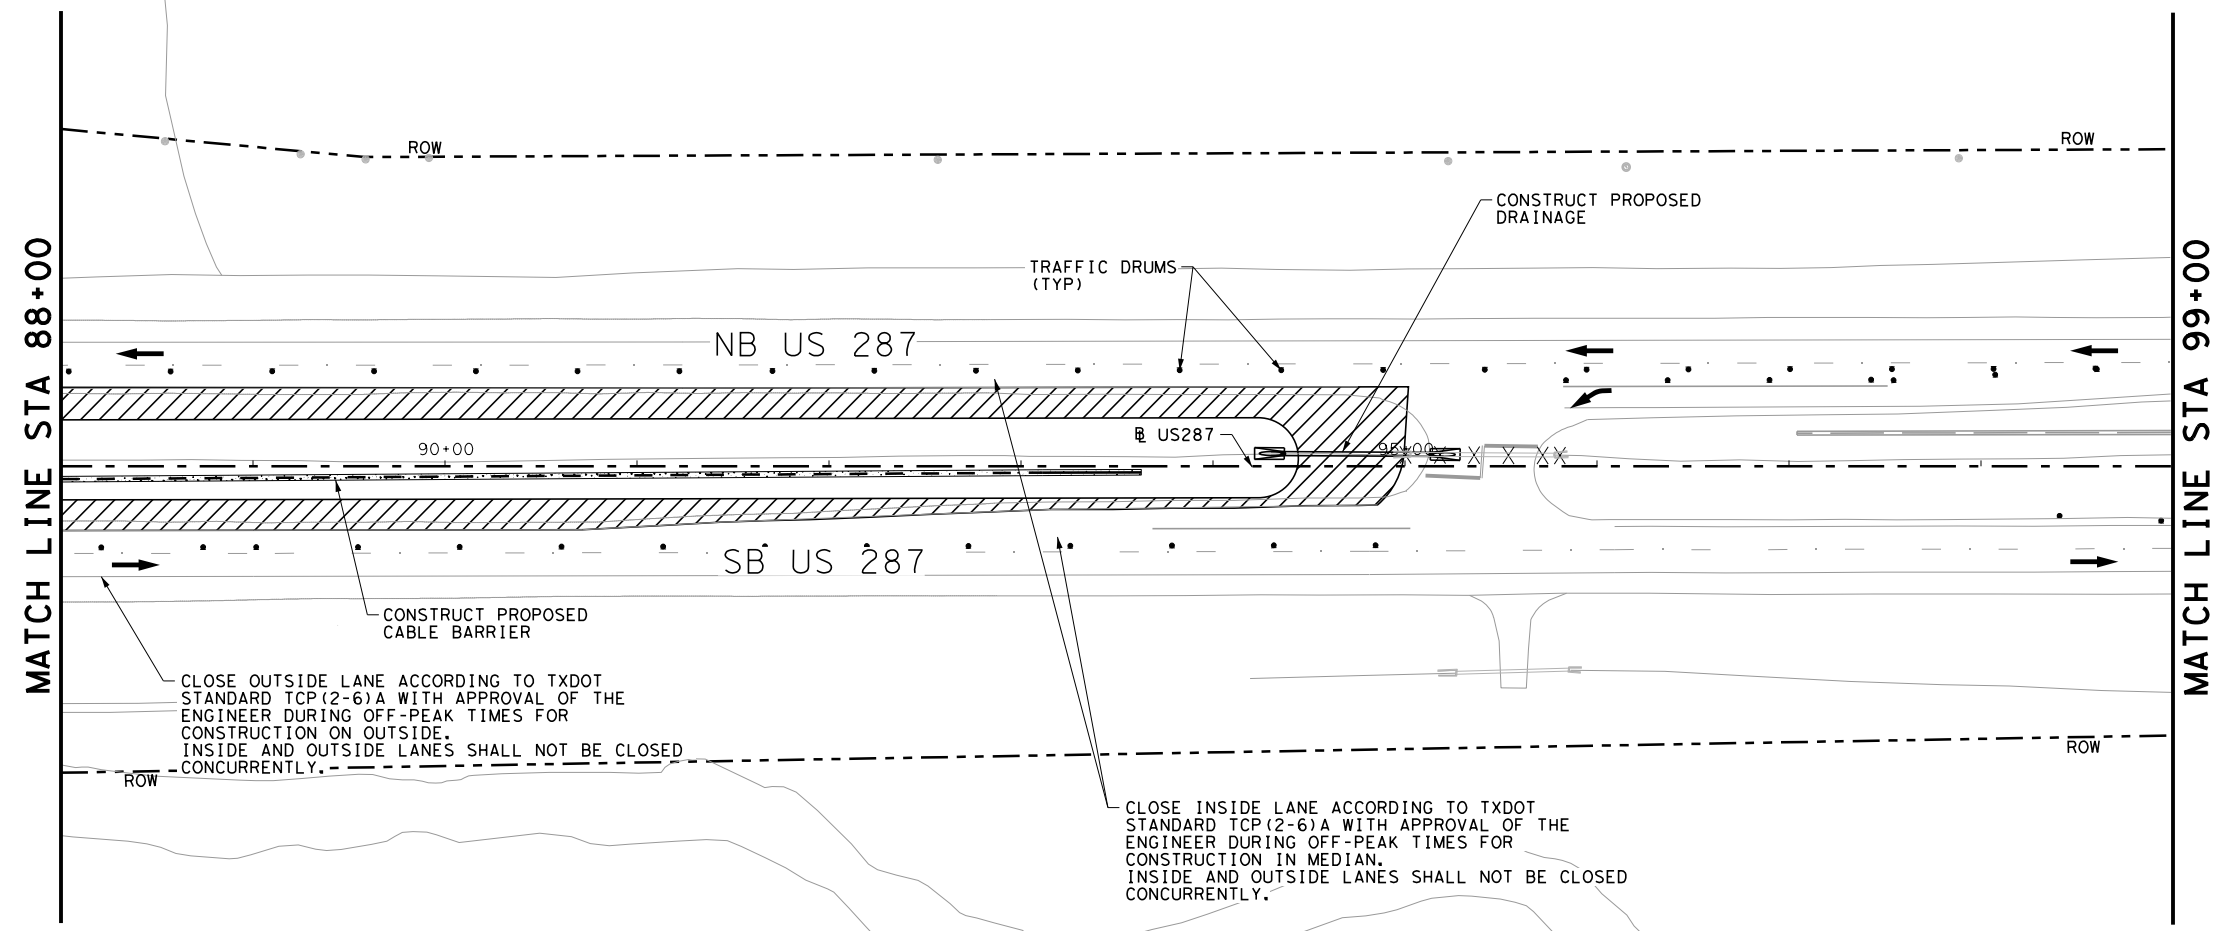 ROW
ROW
CONSTRUCT PROPOSED
DRAINAGE
TRAFFIC DRUMS
(TYP)
MATCH LINE STA 88+00
MATCH LINE STA 99+00
NB US 287
90+00
US287
95+00
SB US 287
CONSTRUCT PROPOSED
CABLE BARRIER
CLOSE OUTSIDE LANE ACCORDING TO TXDOT
STANDARD TCP(2-6)A WITH APPROVAL OF THE
ENGINEER DURING OFF-PEAK TIMES FOR
CONSTRUCTION ON OUTSIDE.
INSIDE AND OUTSIDE LANES SHALL NOT BE CLOSED
CONCURRENTLY.
ROW
ROW
CLOSE INSIDE LANE ACCORDING TO TXDOT
STANDARD TCP(2-6)A WITH APPROVAL OF THE
ENGINEER DURING OFF-PEAK TIMES FOR
CONSTRUCTION IN MEDIAN.
INSIDE AND OUTSIDE LANES SHALL NOT BE CLOSED
CONCURRENTLY.